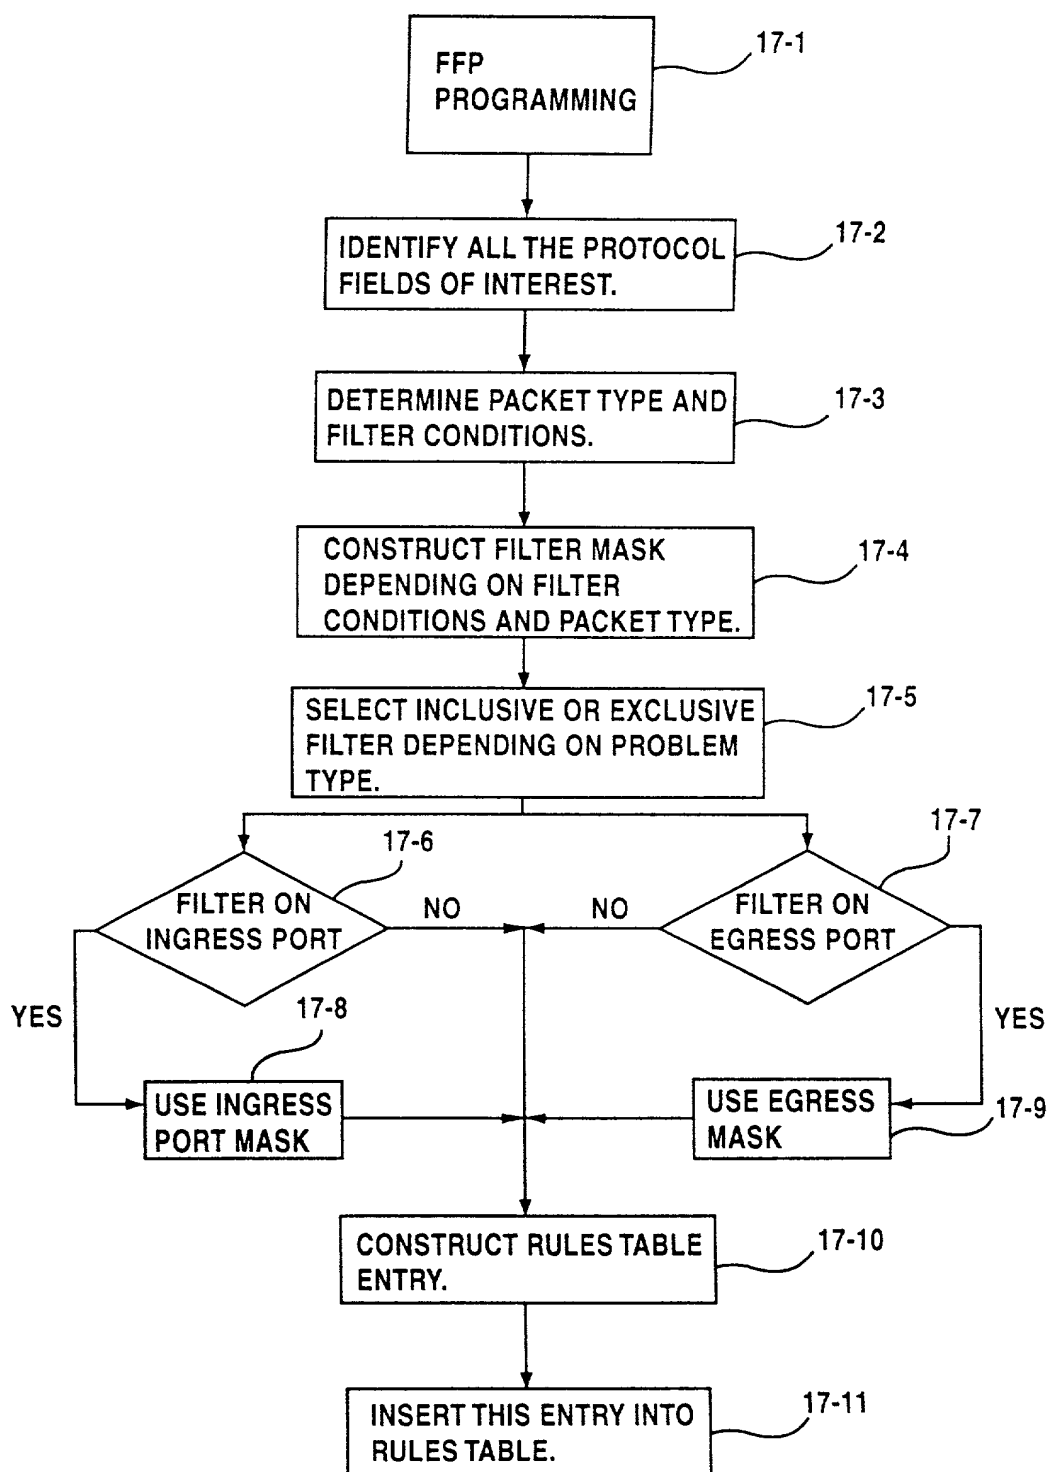 17-1
FFP
PROGRAMMING
17-2
IDENTIFY ALL THE PROTOCOL
FIELDS OF INTEREST.
17-3
DETERMINE PACKET TYPE AND
FILTER CONDITIONS.
17-4
CONSTRUCT FILTER MASK
DEPENDING ON FILTER
CONDITIONS AND PACKET TYPE.
17-5
SELECT INCLUSIVE OR EXCLUSIVE
FILTER DEPENDING ON PROBLEM
TYPE.
17-6
17-7
FILTER ON
INGRESS PORT
NO
NO
FILTER ON
EGRESS PORT
YES
17-8
YES
USE INGRESS
PORT MASK
USE EGRESS
MASK
17-9
CONSTRUCT RULES TABLE
ENTRY.
17-10
INSERT THIS ENTRY INTO
RULES TABLE.
17-11